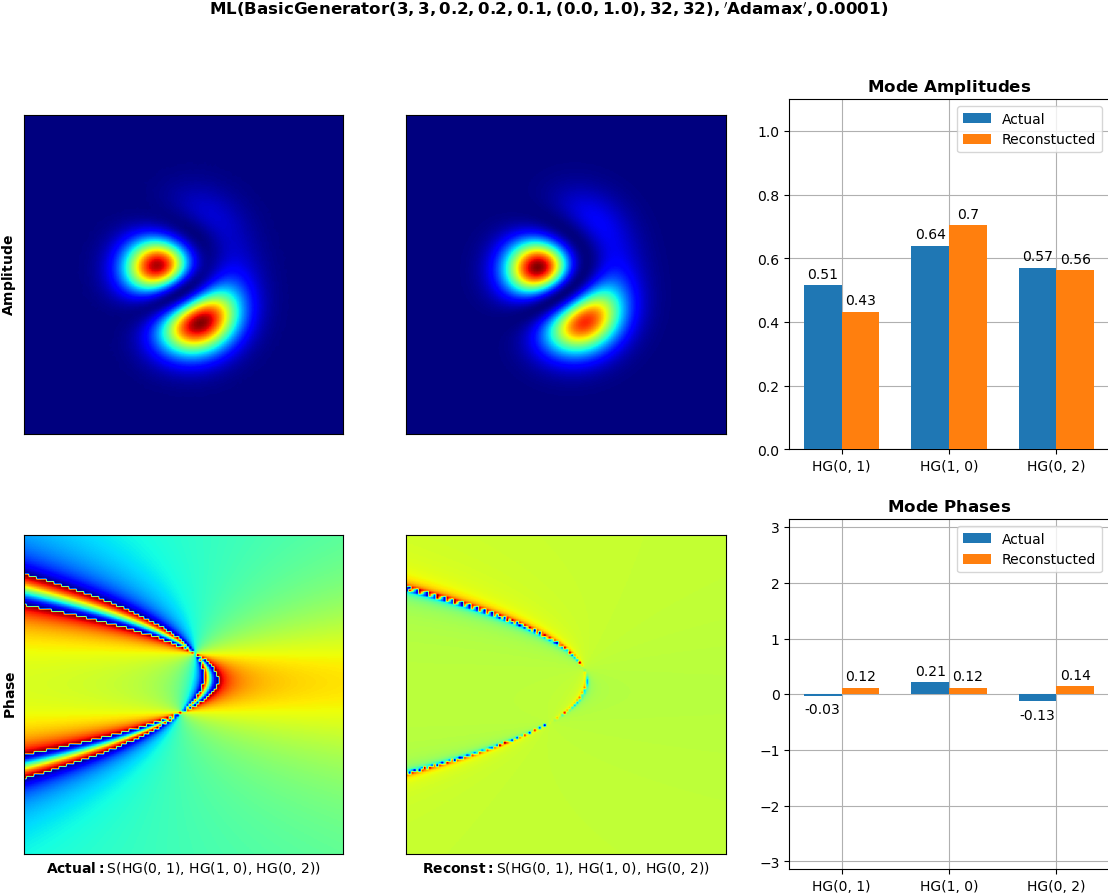 ML(BasicGenerator(3, 3, 0.2, 0.2, 0.1, (0.0, 1.0), 32, 32), ′Adamax′, 0.0001)
Amplitude
Mode Amplitudes
Actual
Reconstucted
1.0
0.8
0.6
0.4
0.2
0.0
0.51
0.43
0.64
0.7
0.57
0.56
HG(0, 1)
HG(1, 0)
HG(0, 2)
Phase
Actual: S(HG(0, 1), HG(1, 0), HG(0, 2))
Reconst: S(HG(0, 1), HG(1, 0), HG(0, 2))
Mode Phases
Actual
Reconstucted
3
2
1
0
−1
−2
−3
-0.03
0.12
0.21
0.12
-0.13
0.14
HG(0, 1)
HG(1, 0)
HG(0, 2)